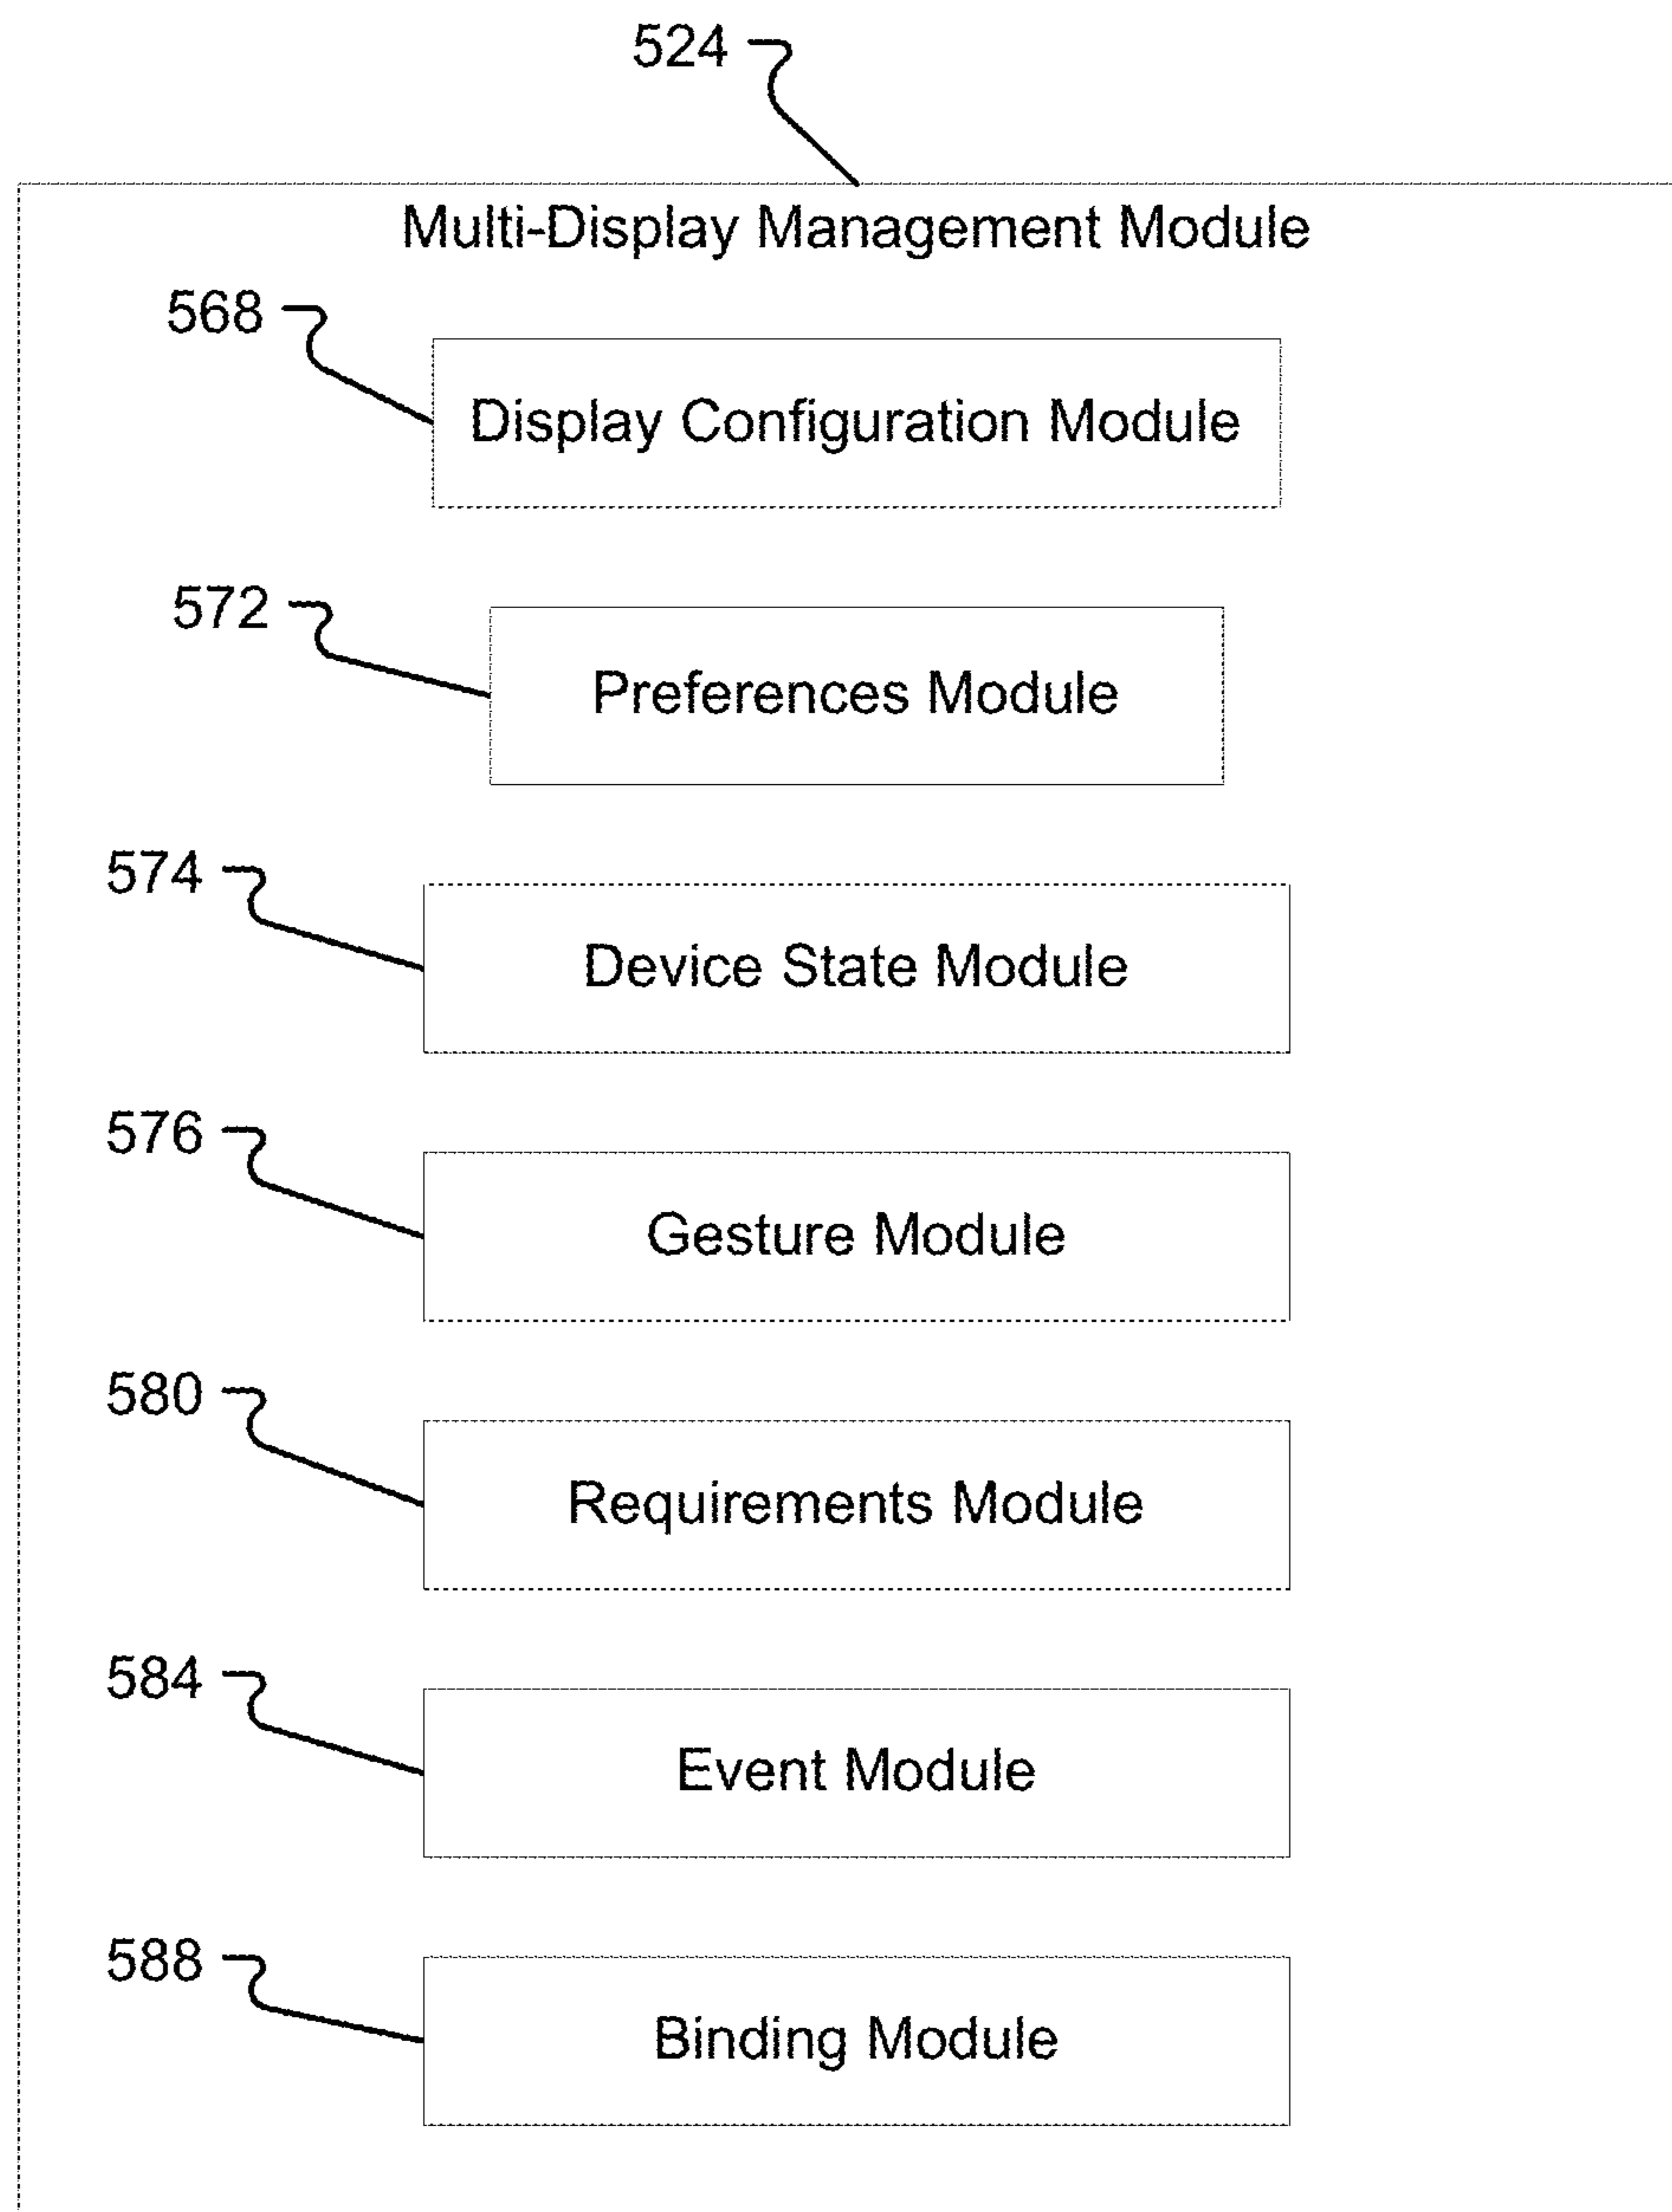 524
Multi-Display Management Module
568
Display Configuration Module
572
Preferences Module
574
Device State Module
576
Gesture Module
580
Requirements Module
584
Event Module
588
Binding Module